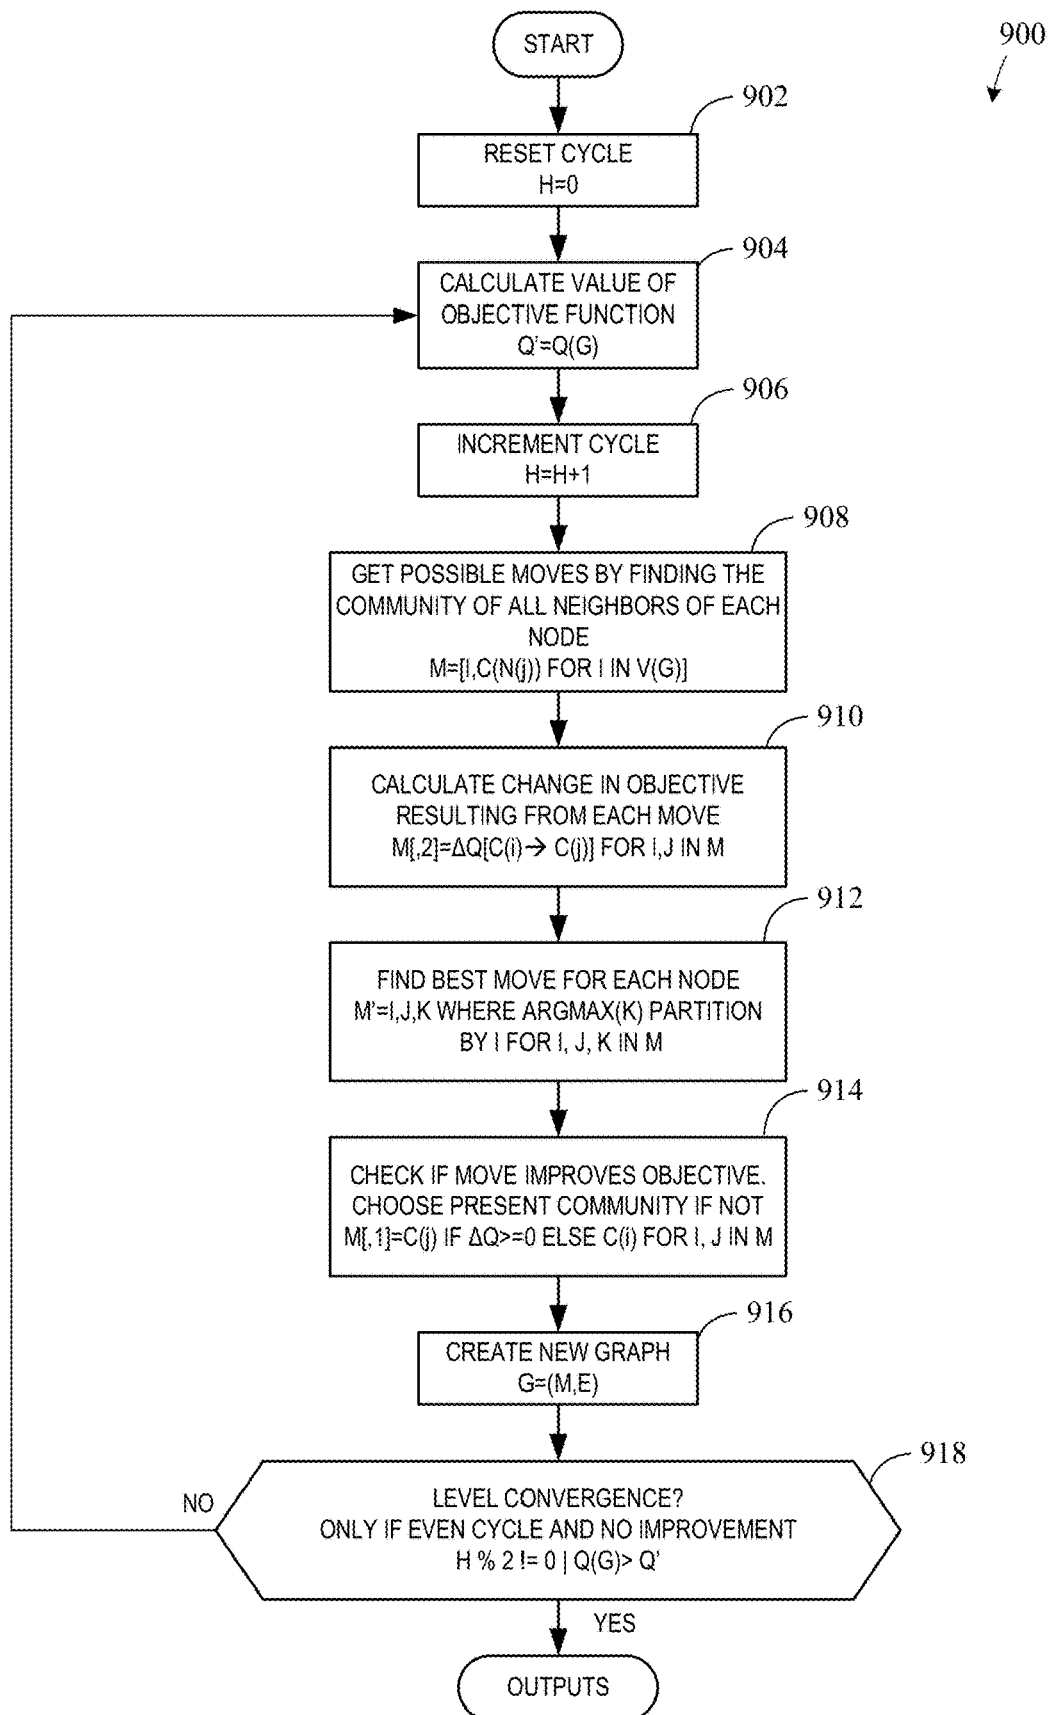 START
900
902
RESET CYCLE
H=0
904
CALCULATE VALUE OF
OBJECTIVE FUNCTION
Q'=Q(G)
906
INCREMENT CYCLE
H=H+1
908
GET POSSIBLE MOVES BY FINDING THE
COMMUNITY OF ALL NEIGHBORS OF EACH
NODE
M=[I,C(N(j)) FOR I IN V(G)]
910
CALCULATE CHANGE IN OBJECTIVE
RESULTING FROM EACH MOVE
M[,2]=ΔQ[C(i)→ C(j)] FOR I,J IN M
912
FIND BEST MOVE FOR EACH NODE
M'=I,J,K WHERE ARGMAX(K) PARTITION
BY I FOR I, J, K IN M
914
CHECK IF MOVE IMPROVES OBJECTIVE.
CHOOSE PRESENT COMMUNITY IF NOT
M[,1]=C(j) IF ΔQ>=0 ELSE C(i) FOR I, J IN M
916
CREATE NEW GRAPH
G=(M,E)
918
NO
LEVEL CONVERGENCE?
ONLY IF EVEN CYCLE AND NO IMPROVEMENT
H % 2 != 0 | Q(G)> Q'
YES
OUTPUTS